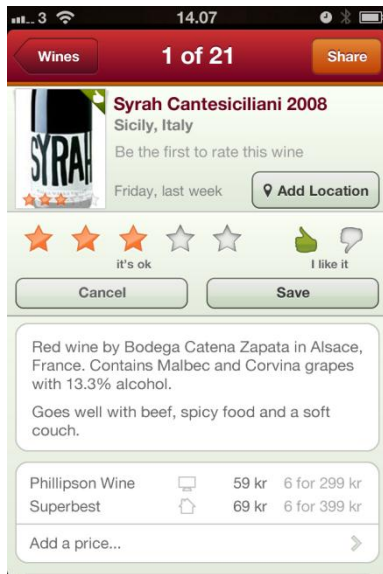 3 14.07
Wines 1 of 21 Share
SYRAH
Syrah Cantesiciliani 2008
Sicily, Italy
Be the first to rate this wine
Friday, last week Add Location
it's ok I like it
Cancel Save
Red wine by Bodega Catena Zapata in Alsace,
France. Contains Malbec and Corvina grapes
with 13.3% alcohol.
Goes well with beef, spicy food and a soft
couch.
Phillipson Wine 59 kr 6 for 299 kr
Superbest 69 kr 6 for 399 kr
Add a price...